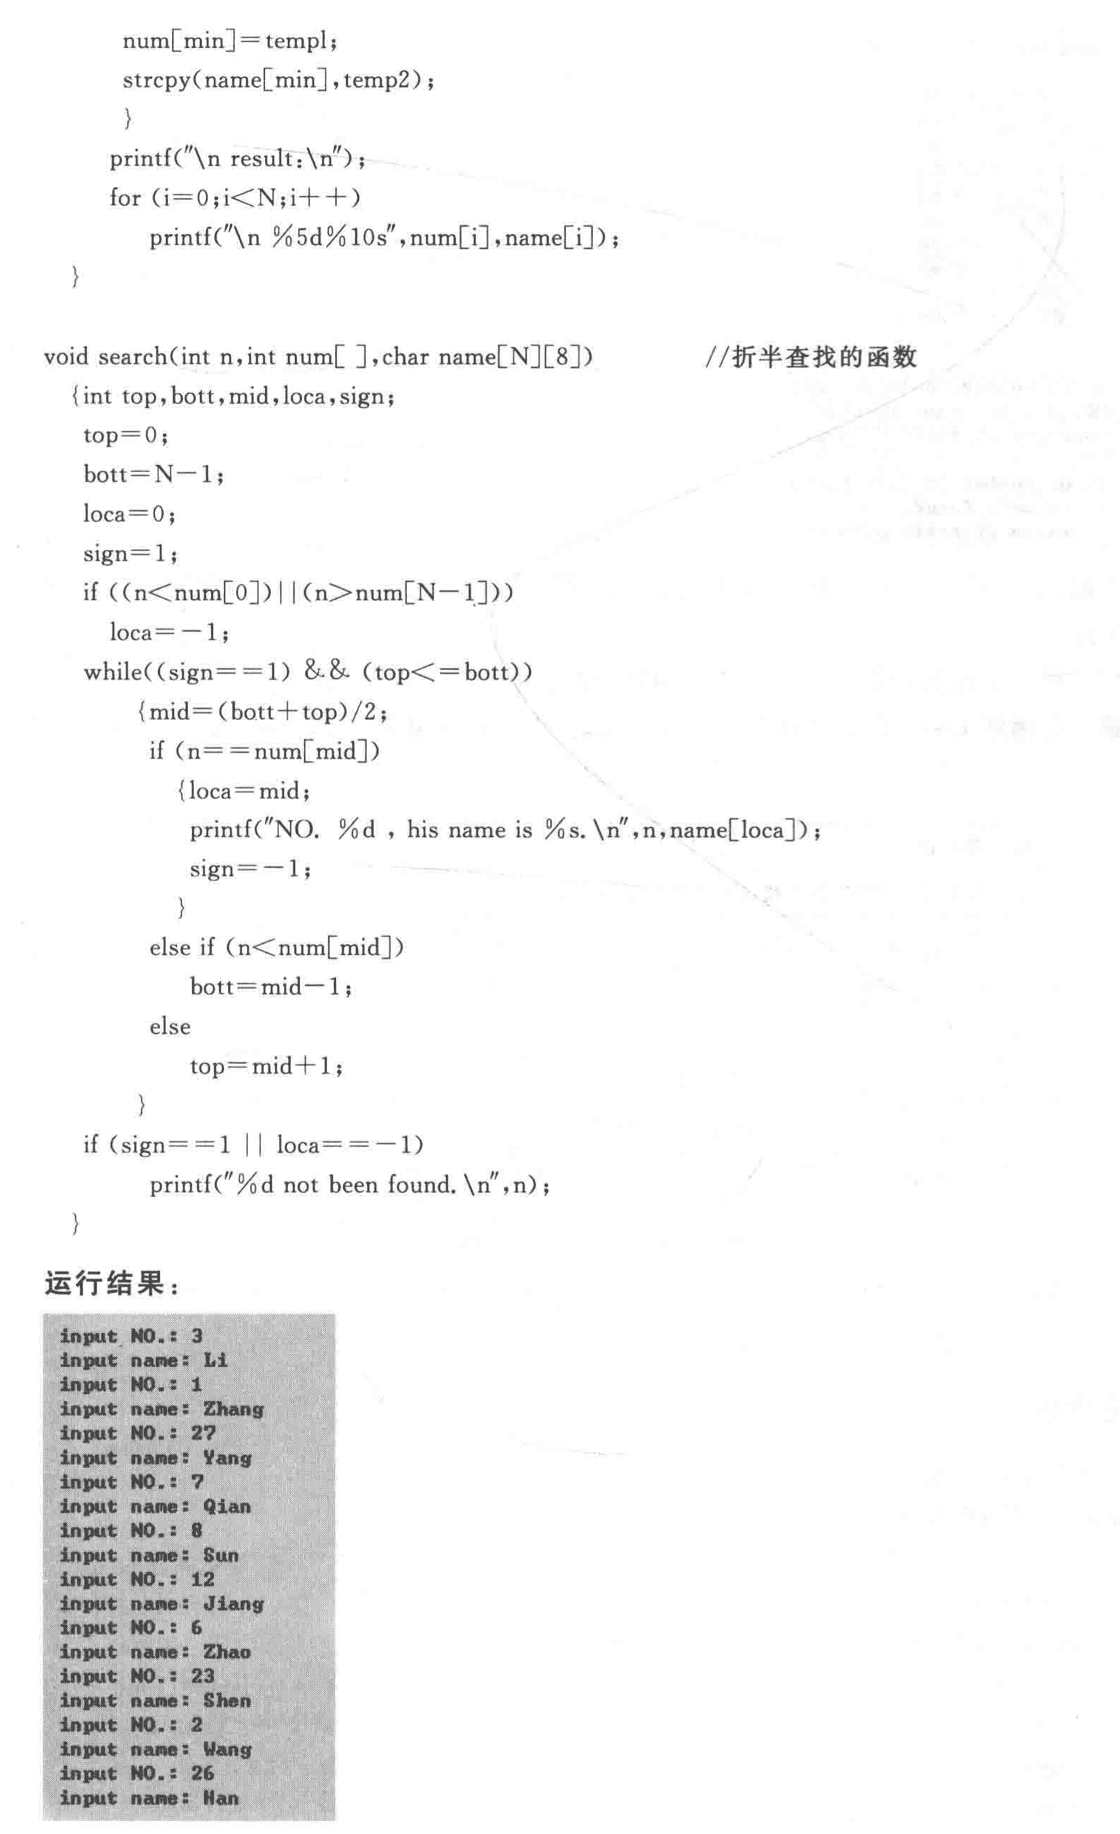 num[min]=templ;
strcpy(name[min],temp2);
}
printf("\n result:\n");
for (i=0;i<N;i++)
printf("\n %5d%10s",num[i],name[i]);
}
void search(int n,int num[ ],char name[N][8]) //折半查找的函数
{int top,bott,mid,loca,sign;
top=0;
bott=N-1;
loca=0;
sign=1;
if ((n<num[0])||(n>num[N-1]))
loca=-1;
while((sign==1) && (top<=bott))
{mid=(bott+top)/2;
if (n==num[mid])
{loca=mid;
printf("NO. %d , his name is %s.\n",n,name[loca]);
sign=-1;
}
else if (n<num[mid])
bott=mid-1;
else
top=mid+1;
}
if (sign==1 || loca==-1)
printf("%d not been found.\n",n);
}
运行结果:
input NO.: 3
input name: Li
input NO.: 1
input name: Zhang
input NO.: 27
input name: Yang
input NO.: 7
input name: Qian
input NO.: 8
input name: Sun
input NO.: 12
input name: Jiang
input NO.: 6
input name: Zhao
input NO.: 23
input name: Shen
input NO.: 2
input name: Wang
input NO.: 26
input name: Han